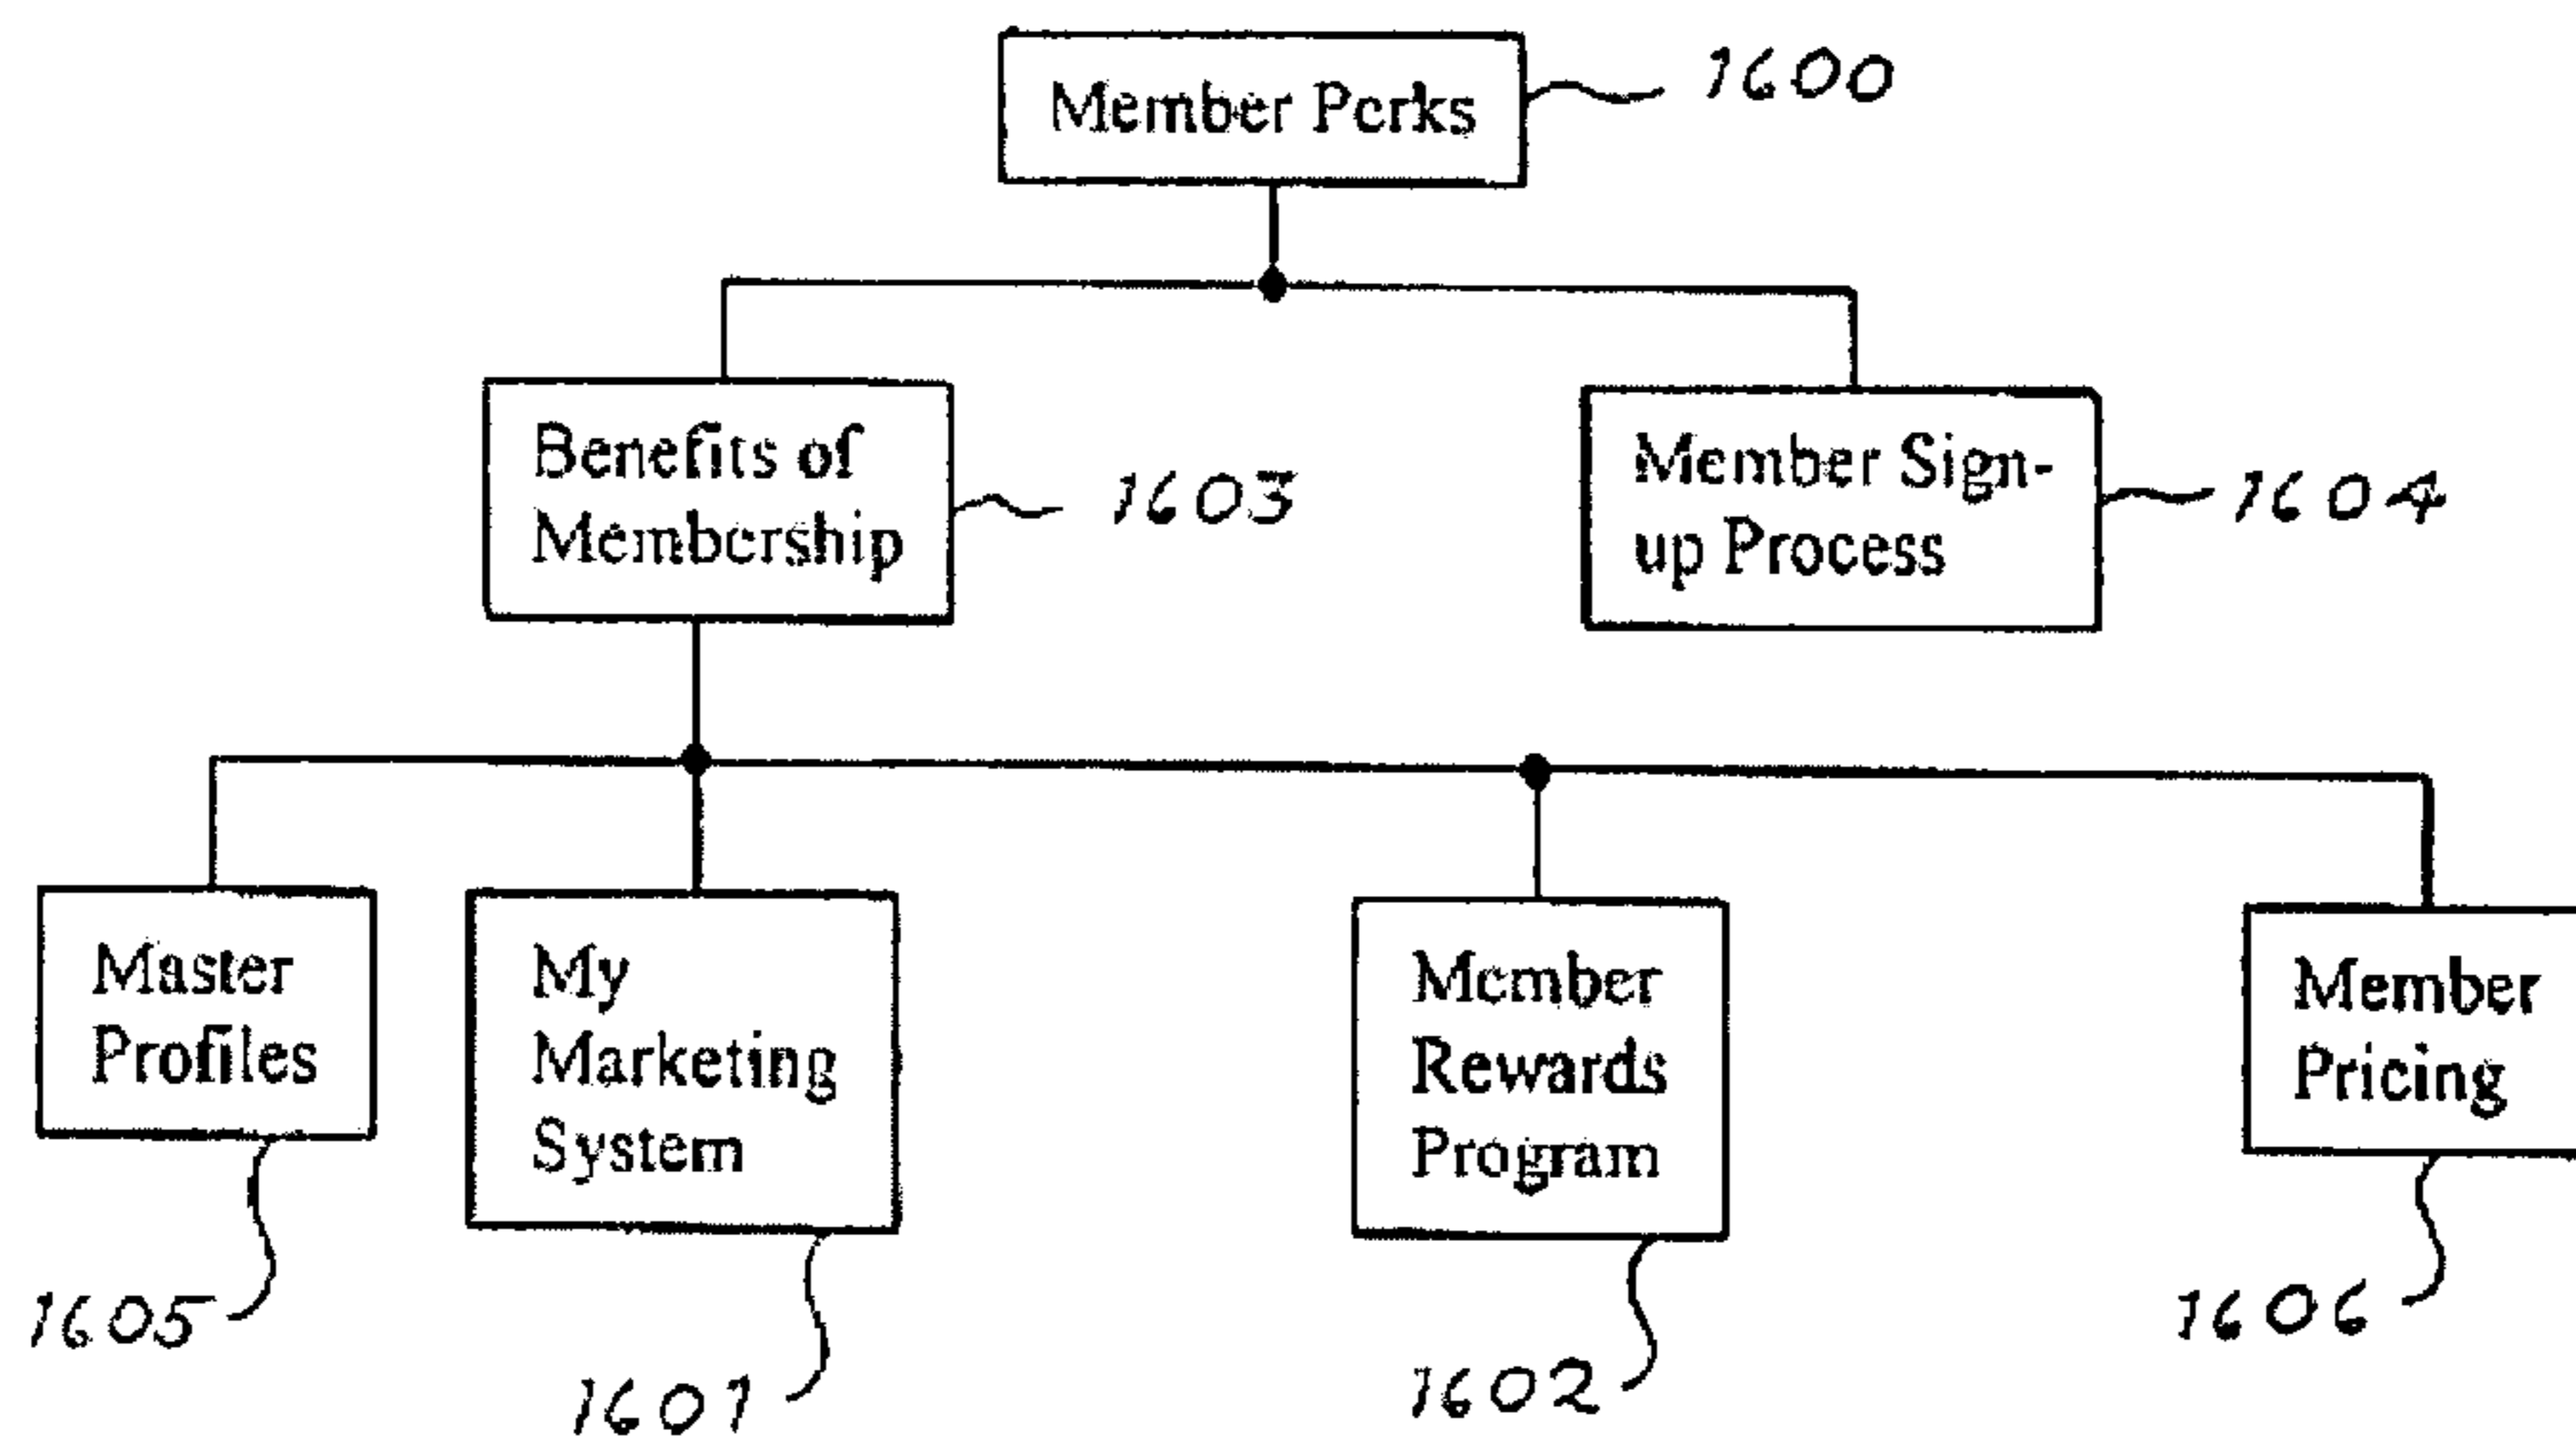 Member Perks
1600
Benefits of
Membership
1603
Member Sign-
up Process
1604
Master
Profiles
My
Marketing
System
Member
Rewards
Program
Member
Pricing
1605
1601
1602
1606